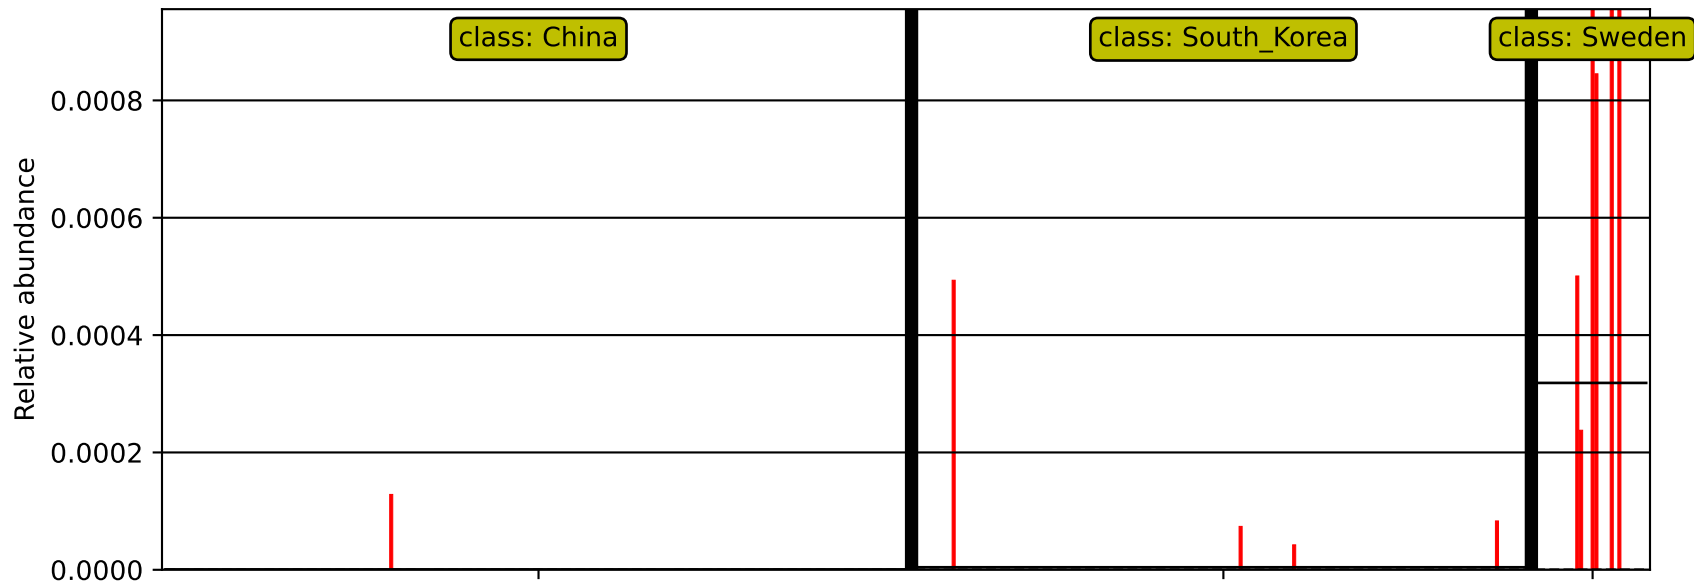 class: China
class: South_Korea
class: Sweden
Relative abundance
0.0008
0.0006
0.0004
0.0002
0.0000